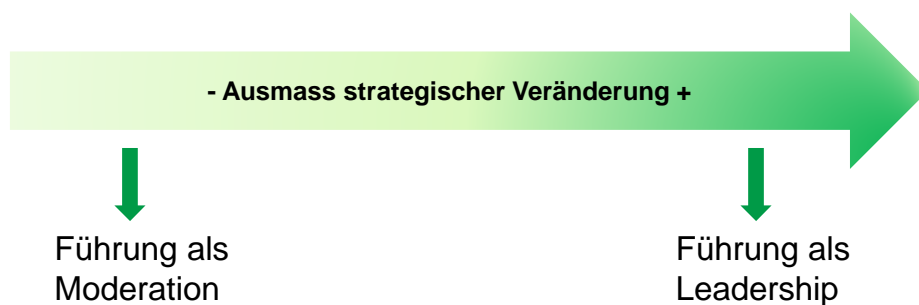 - Ausmass strategischer Veränderung +
Führung als
Moderation
Führung als
Leadership